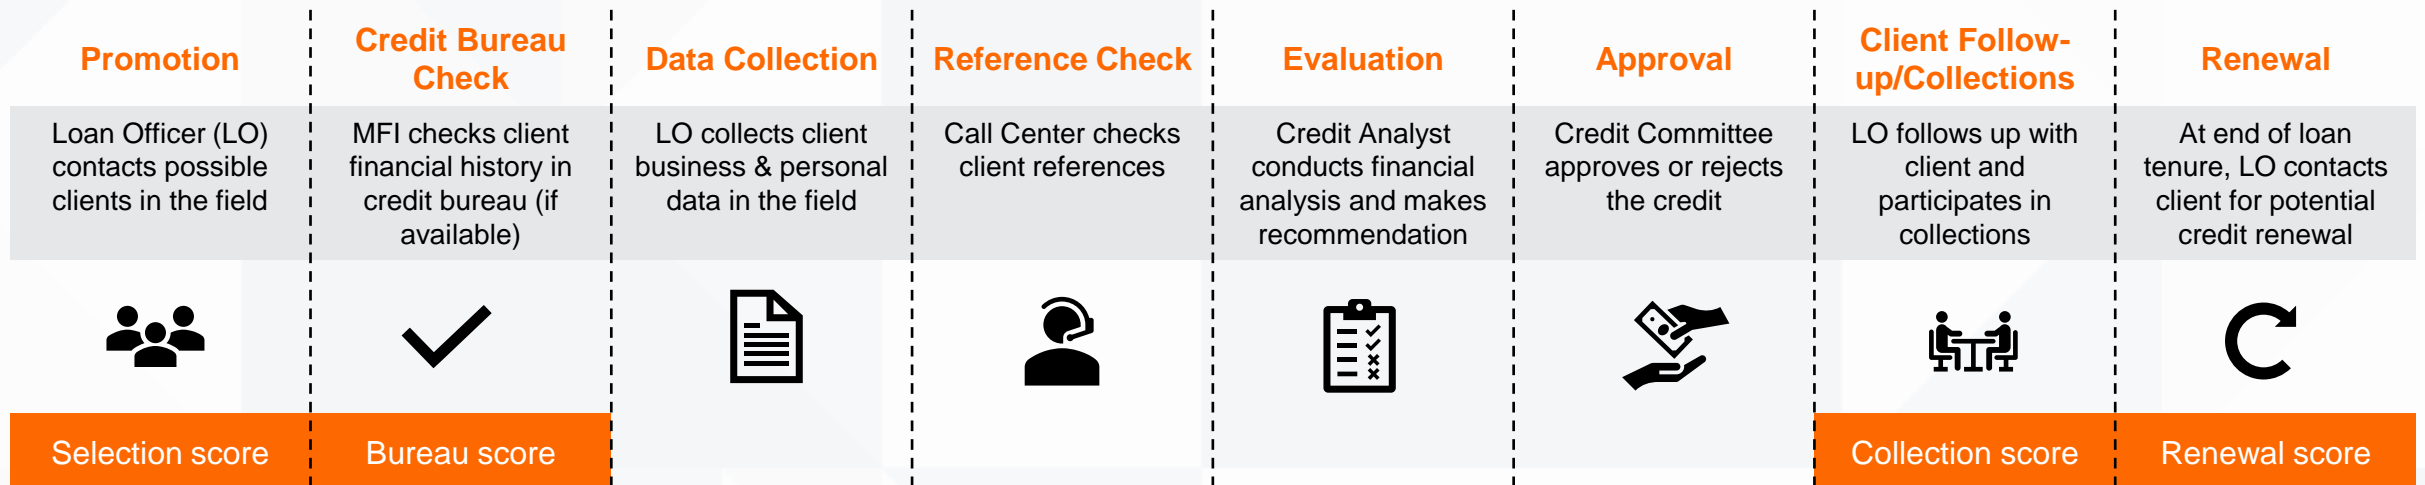 Promotion
Credit Bureau
Check
Data Collection
Reference Check
Evaluation
Approval
Client Follow-
up/Collections
Renewal
Loan Officer (LO)
contacts possible
clients in the field
MFI checks client
financial history in
credit bureau (if
available)
LO collects client
business & personal
data in the field
Call Center checks
client references
Credit Analyst
conducts financial
analysis and makes
recommendation
Credit Committee
approves or rejects
the credit
LO follows up with
client and
participates in
collections
At end of loan
tenure, LO contacts
client for potential
credit renewal
Selection score
Bureau score
Collection score
Renewal score